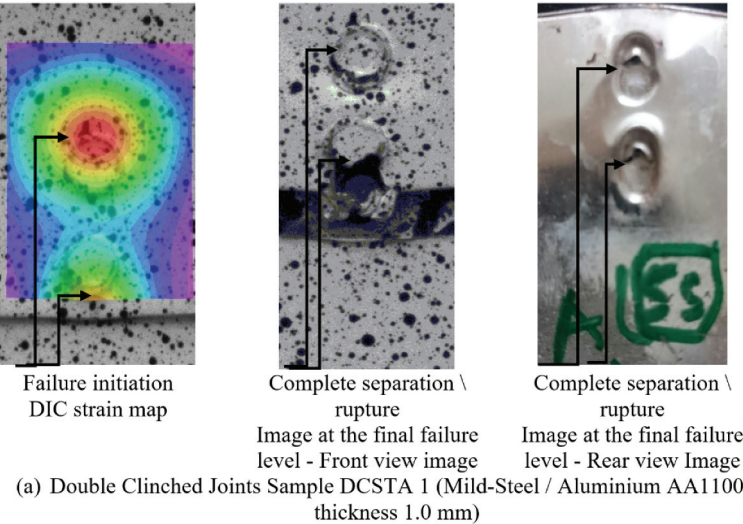 A. SS
Failure initiation
DIC strain map
Complete separation \
rupture
Image at the final failure
level - Front view image
Complete separation \
rupture
Image at the final failure
level - Rear view Image
(a) Double Clinched Joints Sample DCSTA 1 (Mild-Steel / Aluminium AA1100
thickness 1.0 mm)